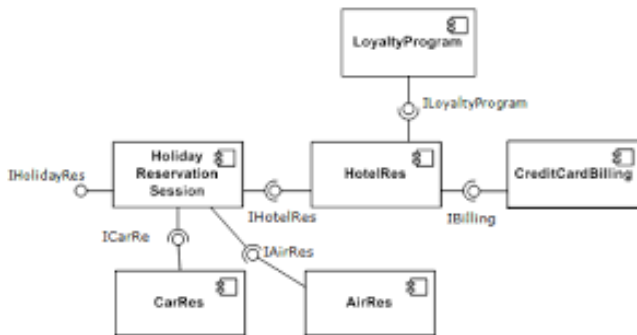 LoyaltyProgram
ILoyaltyProgram
Holiday
Reservation
Session
HotelRes
CreditCardBilling
IHolidayRes
IHotelRes
IBilling
ICarRe
IAirRes
CarRes
AirRes